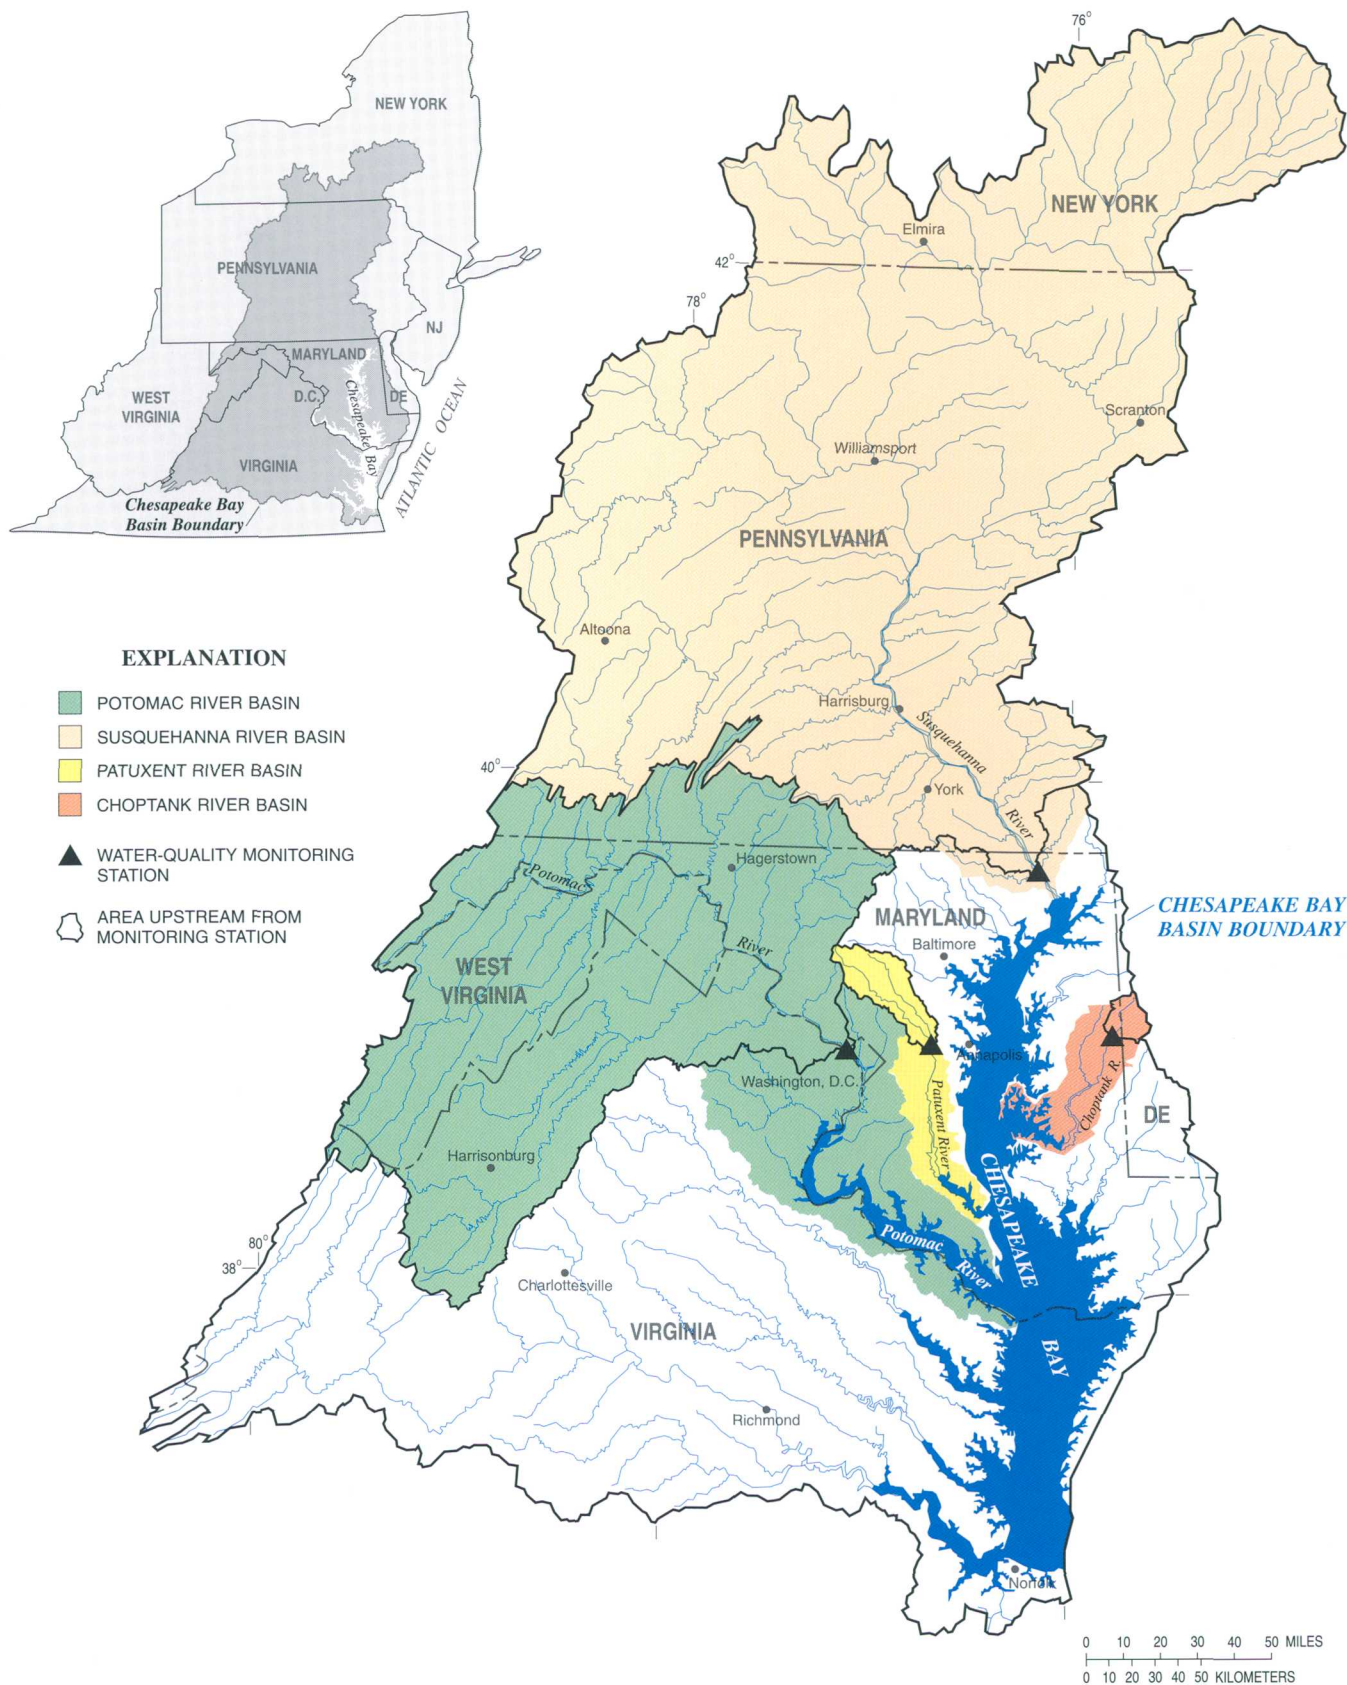 NEW YORK
PENNSYLVANIA
NJ
MARYLAND
WEST
VIRGINIA
D.C.
DE
Chesapeake Bay
ATLANTIC OCEAN
VIRGINIA
Chesapeake Bay
Basin Boundary
EXPLANATION
POTOMAC RIVER BASIN
SUSQUEHANNA RIVER BASIN
PATUXENT RIVER BASIN
CHOPTANK RIVER BASIN
WATER-QUALITY MONITORING
STATION
AREA UPSTREAM FROM
MONITORING STATION
76°
NEW YORK
Elmira
42°
78°
Scranton
Williamsport
PENNSYLVANIA
Altoona
Harrisburg
Susquehanna
River
40°
York
Hagerstown
Potomac
River
MARYLAND
Baltimore
CHESAPEAKE BAY
BASIN BOUNDARY
WEST
VIRGINIA
Annapolis
Washington, D.C.
Patuxent River
Choptank R.
DE
Harrisonburg
CHESAPEAKE
BAY
Potomac
River
80°
38°
Charlottesville
VIRGINIA
Richmond
Norfolk
0 10 20 30 40 50 MILES
0 10 20 30 40 50 KILOMETERS